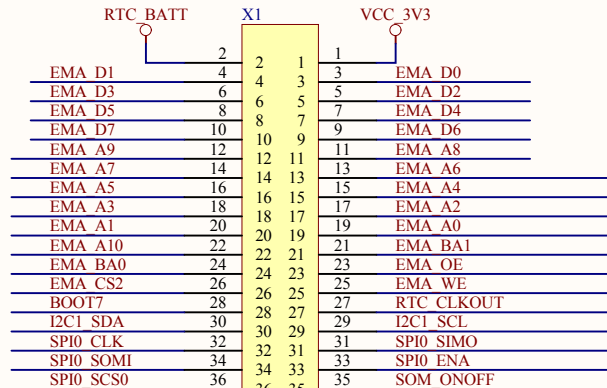 RTC_BATT X1 VCC_3V3
2 2 1 1
EMA_D1 4 4 3 3 EMA_D0
EMA_D3 6 6 5 5 EMA_D2
EMA_D5 8 8 7 7 EMA_D4
EMA_D7 10 10 9 9 EMA_D6
EMA_A9 12 12 11 11 EMA_A8
EMA_A7 14 14 13 13 EMA_A6
EMA_A5 16 16 15 15 EMA_A4
EMA_A3 18 18 17 17 EMA_A2
EMA_A1 20 20 19 19 EMA_A0
EMA_A10 22 22 21 21 EMA_BA1
EMA_BA0 24 24 23 23 EMA_OE
EMA_CS2 26 26 25 25 EMA_WE
BOOT7 28 28 27 27 RTC_CLKOUT
I2C1_SDA 30 30 29 29 I2C1_SCL
SPI0_CLK 32 32 31 31 SPI0_SIMO
SPI0_SOMI 34 34 33 33 SPI0_ENA
SPI0_SCS0 36 36 35 35 SOM_ONOFF